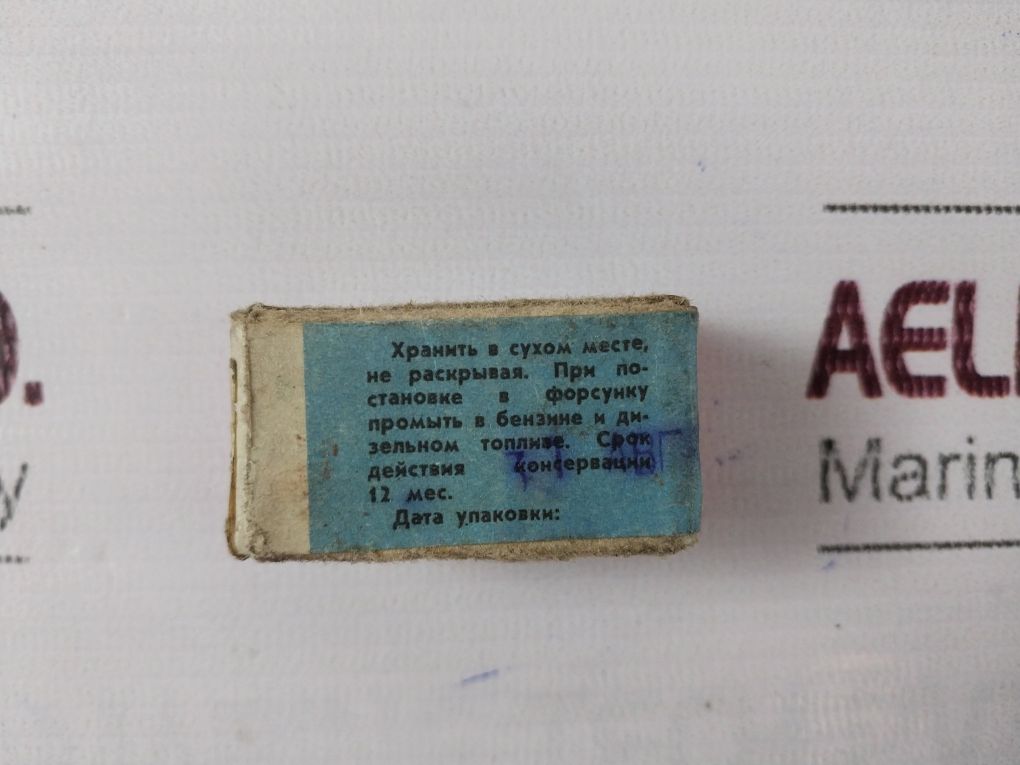 Хранить в сухом месте,
не раскрывая. При по-
становке в форсунку
промыть в бензине и ди-
зельном топливе. Срок
действия консервации
12 мес.
Дата упаковки:
AEL
Marin